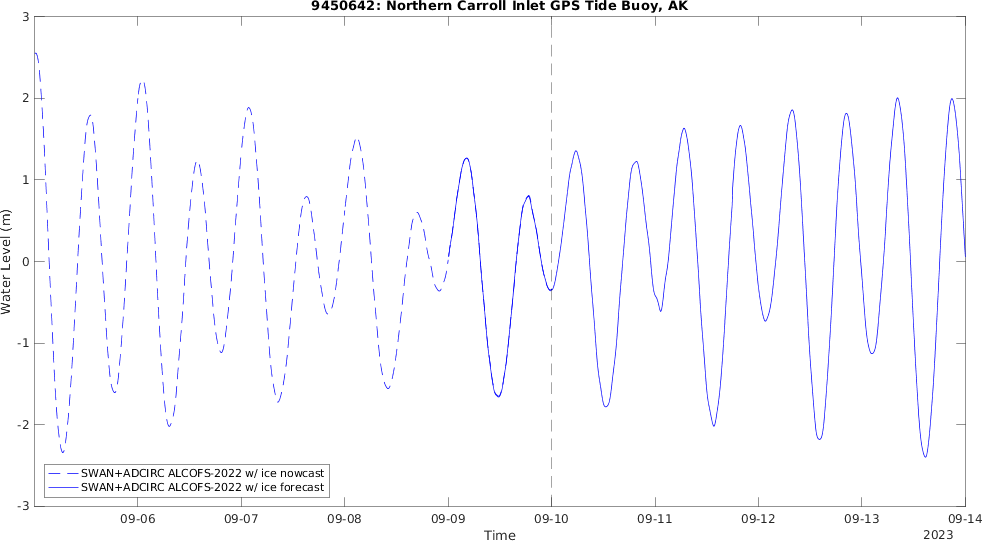 9450642: Northern Carroll Inlet GPS Tide Buoy, AK
3
2
1
0
-1
-2
-3
Water Level (m)
SWAN+ADCIRC ALCOFS-2022 w/ ice nowcast
SWAN+ADCIRC ALCOFS-2022 w/ ice forecast
09-06 09-07 09-08 09-09 09-10 09-11 09-12 09-13 09-14
Time
2023